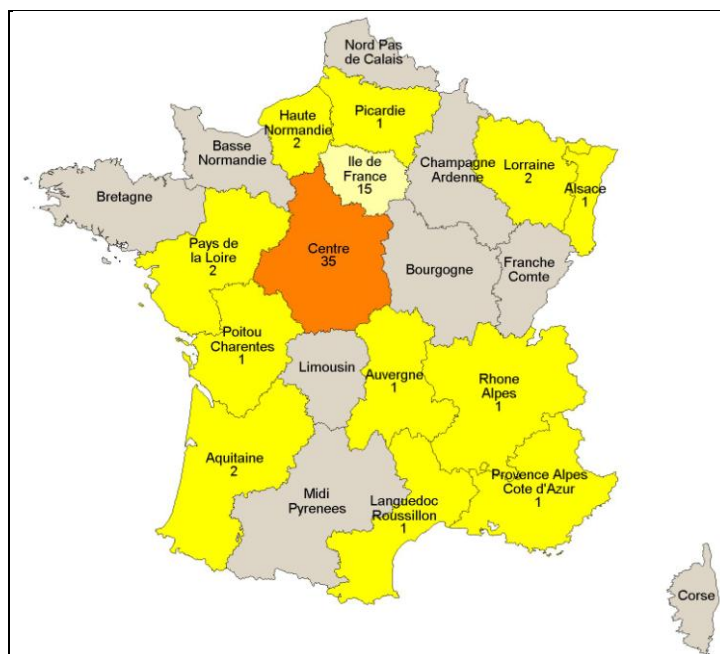 Nord Pas
de Calais
Haute
Normandie
2
Picardie
1
Basse
Normandie
Ile de
France
15
Champagne
Ardenne
Lorraine
2
Alsace
1
Bretagne
Pays de
la Loire
2
Centre
35
Bourgogne
Franche
Comte
Poitou
Charentes
1
Limousin
Auvergne
1
Rhone
Alpes
1
Aquitaine
2
Midi
Pyrenees
Languedoc
Roussillon
1
Provence Alpes
Cote d'Azur
1
Corse